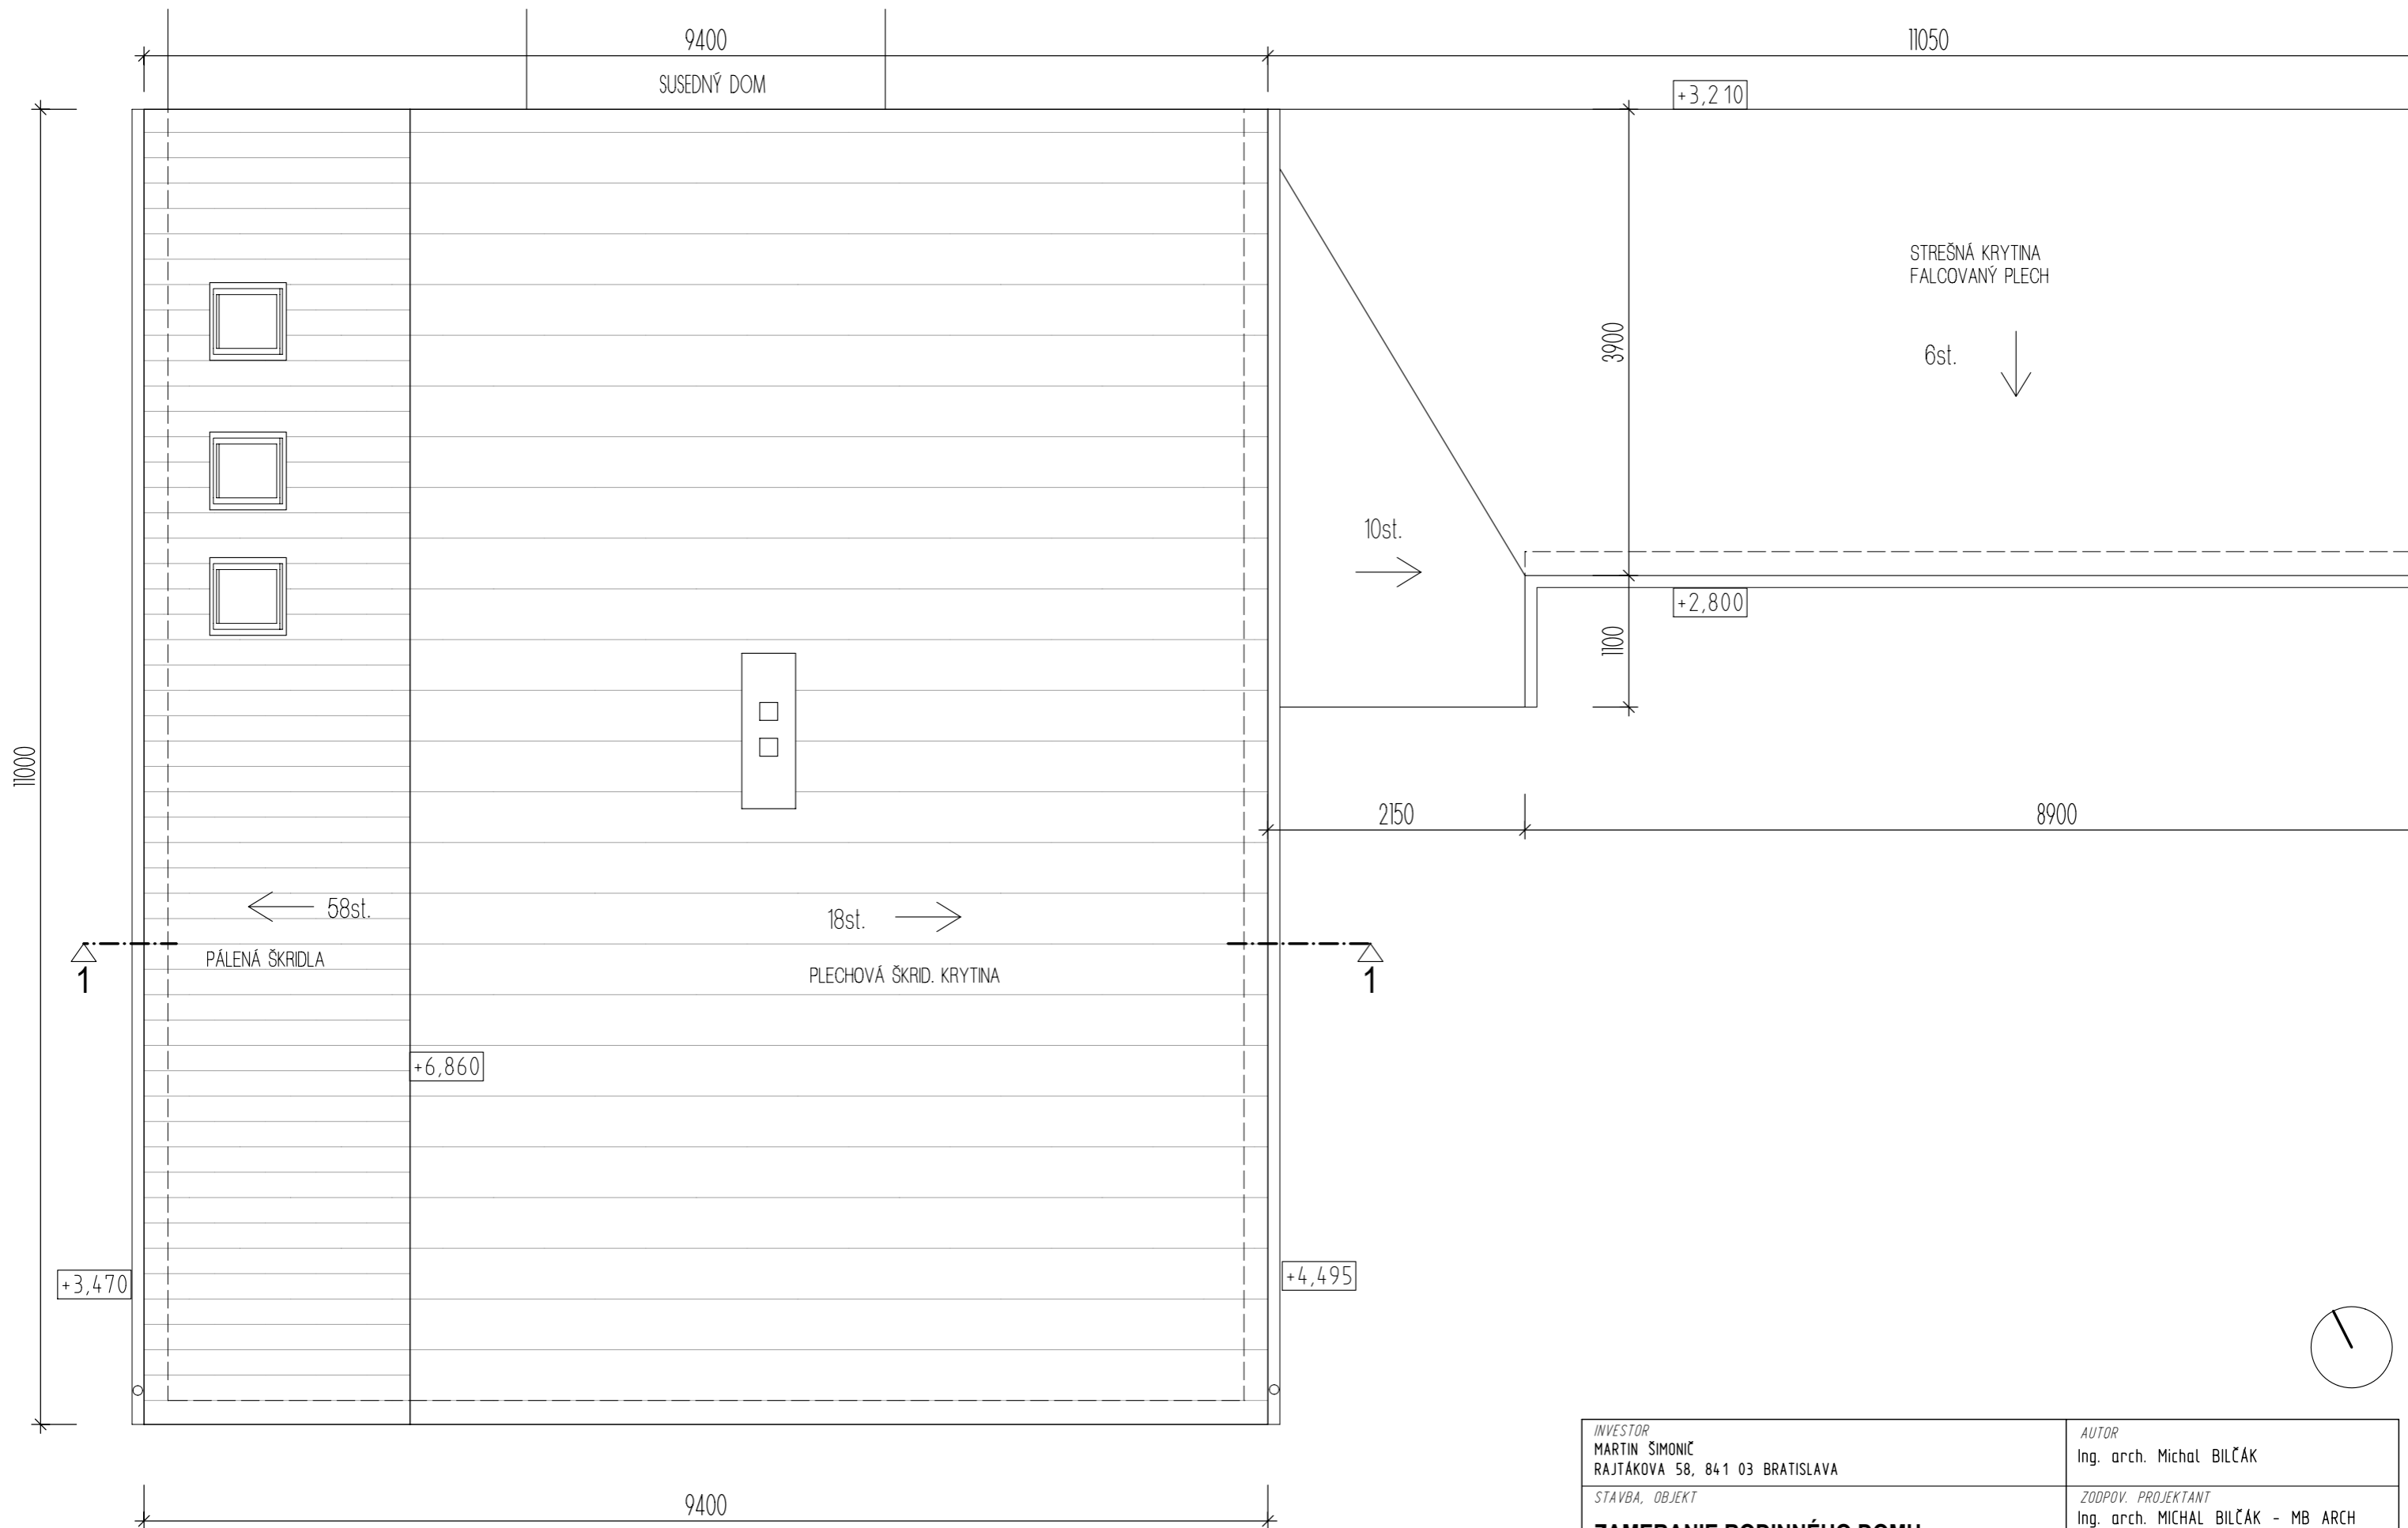 9400
11050
SUSEDNÝ DOM
+3,210
STREŠNÁ KRYTINA
FALCOVANÝ PLECH
3900
6st.
10st.
+2,800
1100
11000
2150
8900
58st.
18st.
PÁLENÁ ŠKRIDLA
PLECHOVÁ ŠKRID. KRYTINA
1
1
+6,860
+3,470
+4,495
9400
INVESTOR
MARTIN ŠIMONIČ
RAJTÁKOVA 58, 841 03 BRATISLAVA
AUTOR
Ing. arch. Michal BILČÁK
STAVBA, OBJEKT
ZAMERANIE RODINNÉHO DOMU
ZODPOV. PROJEKTANT
Ing. arch. MICHAL BILČÁK - MB ARCH